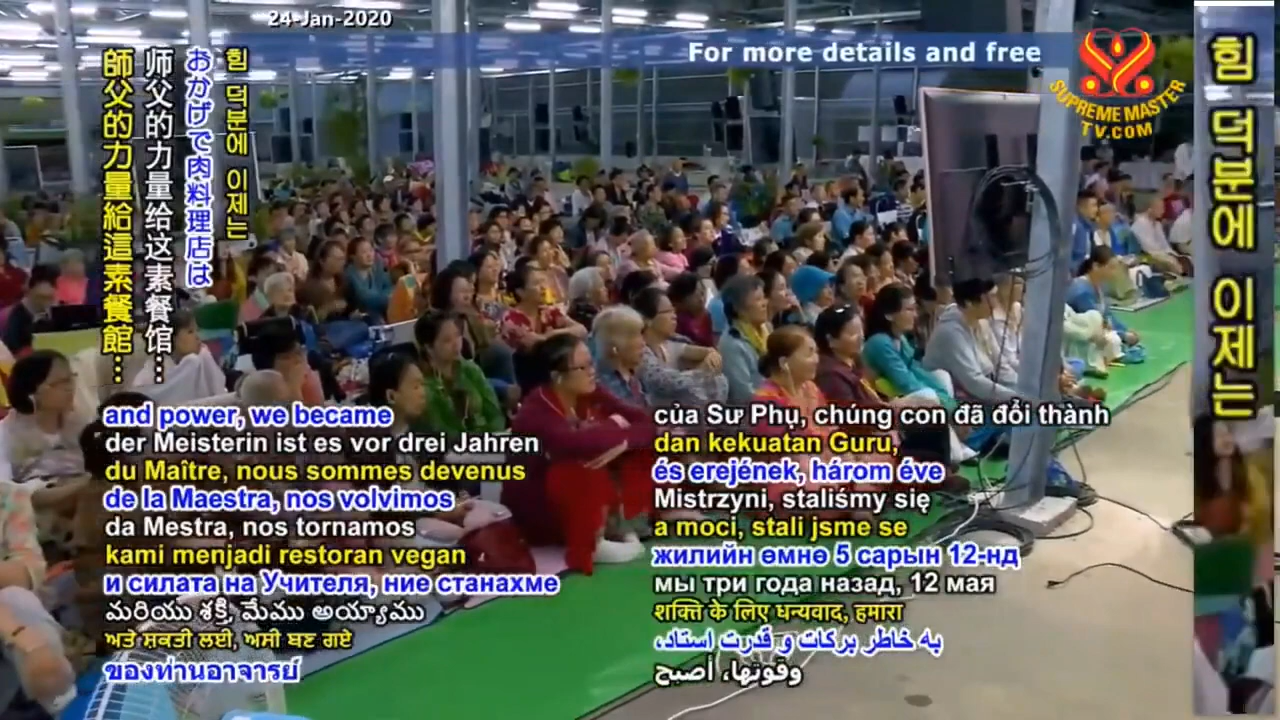 24-Jan-2020
For more details and free
SUPREME MASTER
TV.COM
힘 덕분에 이제는
おかげで肉料理店は
师父的力量给这素餐馆…
師父的力量給這素餐館…
힘 덕분에 이제는
and power, we became
der Meisterin ist es vor drei Jahren
du Maître, nous sommes devenus
de la Maestra, nos volvimos
da Mestra, nos tornamos
kami menjadi restoran vegan
и силата на Учителя, ние станахме
మరియు శక్తి, మేము అయ్యాము
ਅਤੇ ਸ਼ਕਤੀ ਲਈ, ਅਸੀ ਬਣ ਗਏ
ของท่านอาจารย์
của Sư Phụ, chúng con đã đổi thành
dan kekuatan Guru,
és erejének, három éve
Mistrzyni, staliśmy się
a moci, stali jsme se
жилийн өмнө 5 сарын 12-нд
мы три года назад, 12 мая
शक्ति के लिए धन्यवाद, हमारा
به خاطر برکات و قدرت استاد،
وقوتها، أصبح